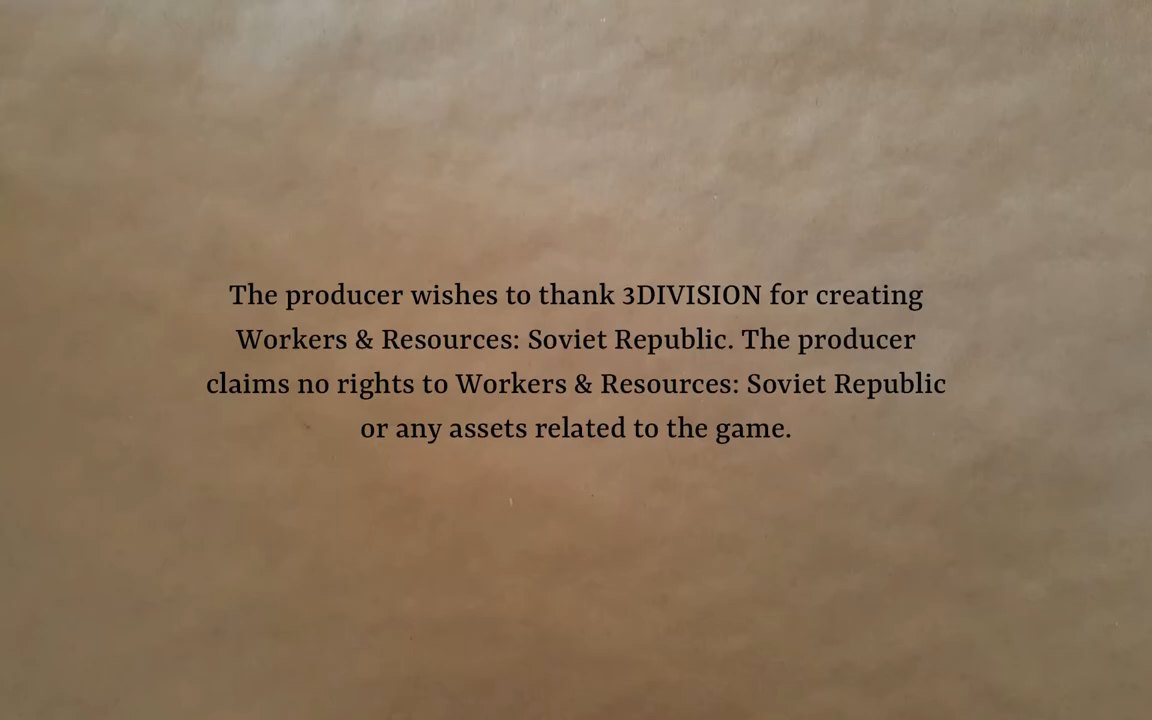 The producer wishes to thank 3DIVISION for creating
Workers & Resources: Soviet Republic. The producer
claims no rights to Workers & Resources: Soviet Republic
or any assets related to the game.